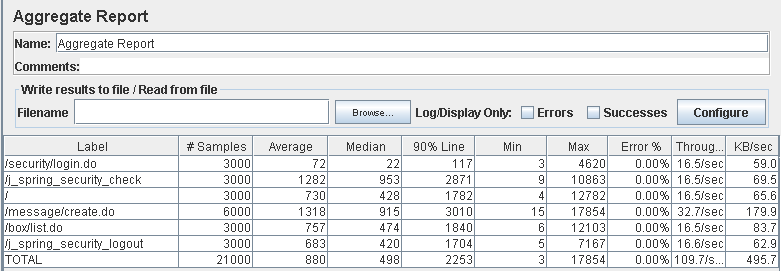 Aggregate Report
Name: Aggregate Report
Comments:
Write results to file / Read from file
Filename Browse... Log/Display Only: Errors Successes Configure
Label # Samples Average Median 90% Line Min Max Error % Throug... KB/sec
/security/login.do 3000 72 22 117 3 4620 0.00% 16.5/sec 59.0
/j_spring_security_check 3000 1282 953 2871 9 10863 0.00% 16.5/sec 69.5
/ 3000 730 428 1782 4 12782 0.00% 16.5/sec 65.6
/message/create.do 6000 1318 915 3010 15 17854 0.00% 32.7/sec 179.9
/box/list.do 3000 757 474 1840 6 12103 0.00% 16.5/sec 83.7
/j_spring_security_logout 3000 683 420 1704 5 7167 0.00% 16.6/sec 62.9
TOTAL 21000 880 498 2253 3 17854 0.00% 109.7/s... 495.7